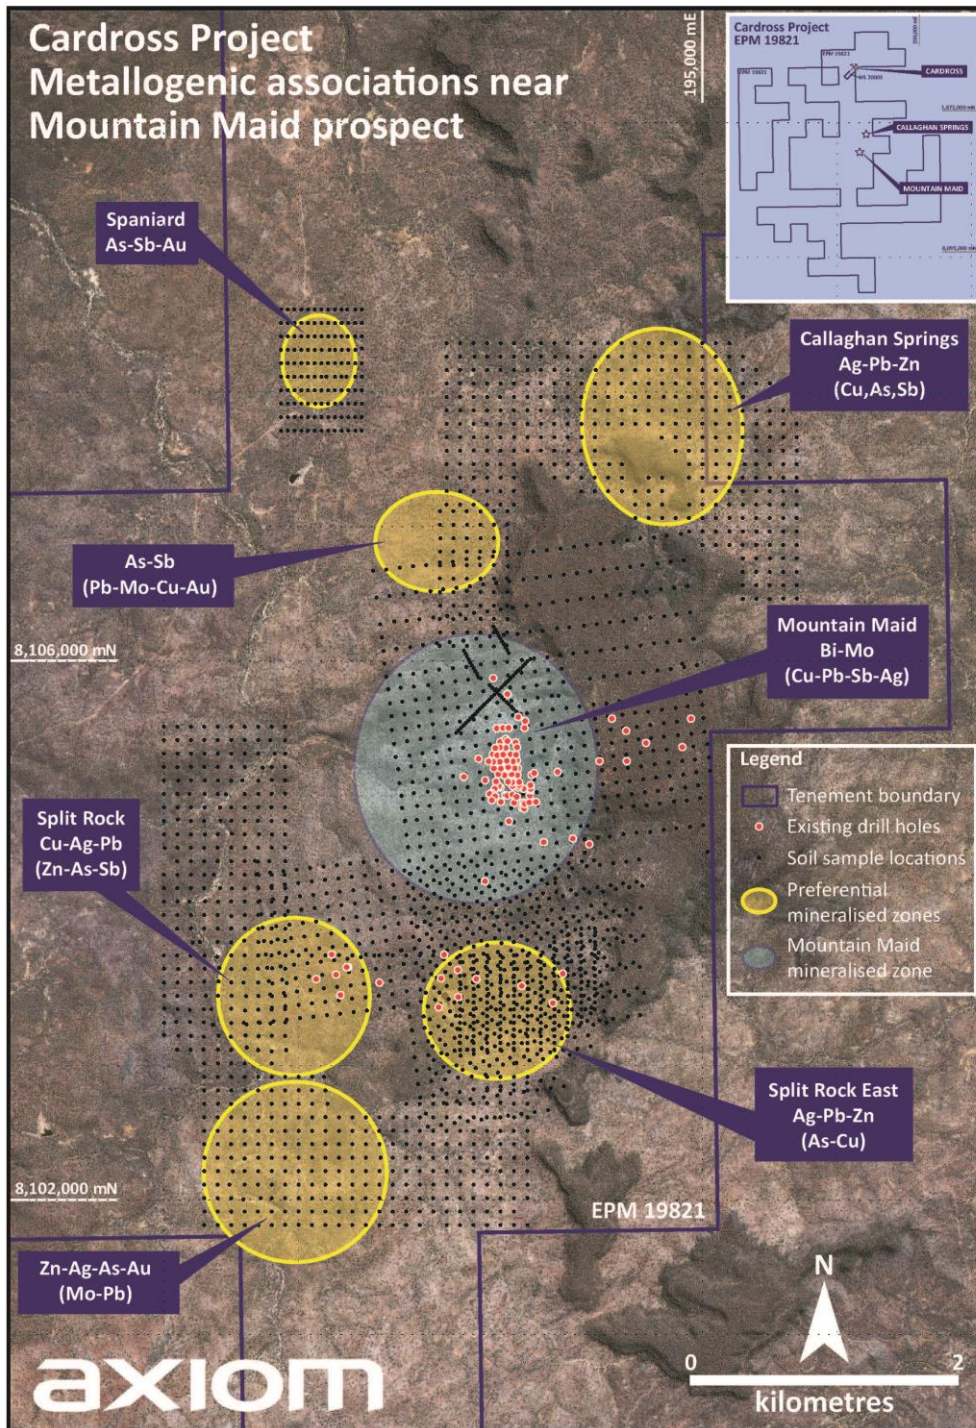 Cardross Project
Metallogenic associations near
Mountain Maid prospect
195,000 mE
Cardross Project
EPM 19821
EPM 19821
EPM 19821
CARDROSS
CALLAGHAN SPRINGS
MOUNTAIN MAID
Spaniard
As-Sb-Au
Callaghan Springs
Ag-Pb-Zn
(Cu,As,Sb)
As-Sb
(Pb-Mo-Cu-Au)
8,106,000 mN
Mountain Maid
Bi-Mo
(Cu-Pb-Sb-Ag)
Legend
Tenement boundary
Existing drill holes
Soil sample locations
Preferential
mineralised zones
Mountain Maid
mineralised zone
Split Rock
Cu-Ag-Pb
(Zn-As-Sb)
Split Rock East
Ag-Pb-Zn
(As-Cu)
8,102,000 mN
EPM 19821
Zn-Ag-As-Au
(Mo-Pb)
N
0 2
kilometres
axiom